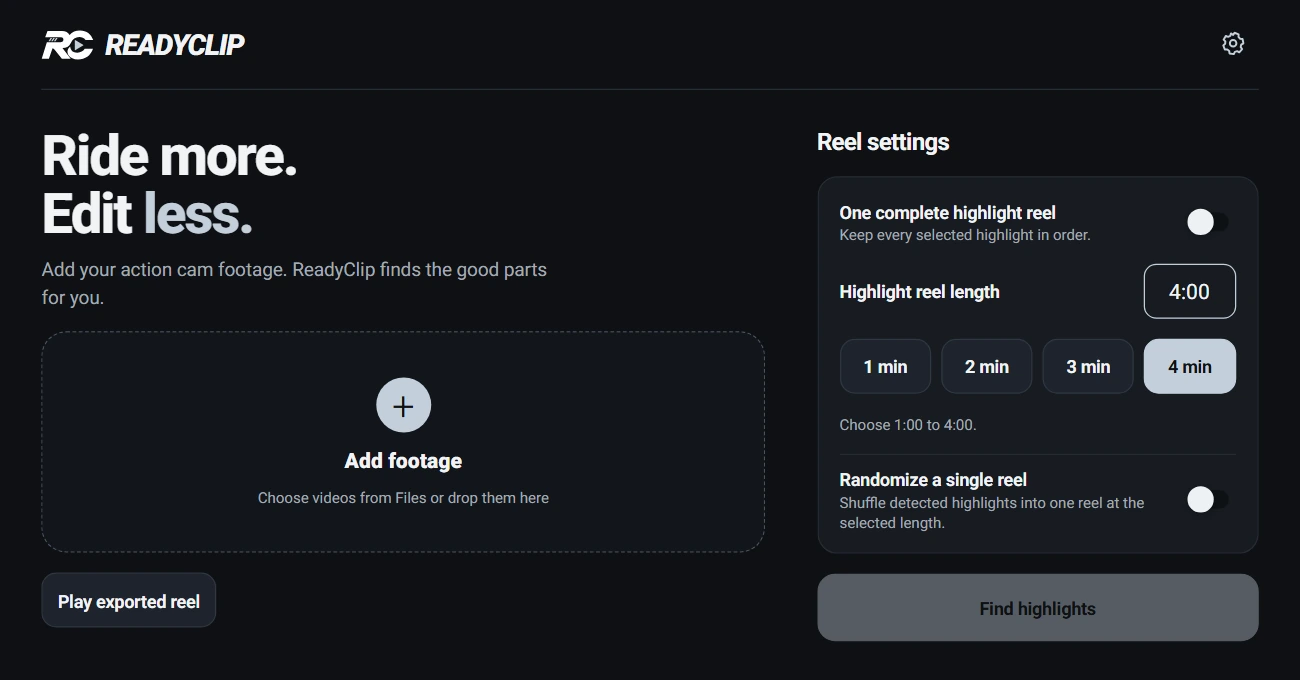 RC READYCLIP
Ride more.
Edit less.
Add your action cam footage. ReadyClip finds the good parts
for you.
Add footage
Choose videos from Files or drop them here
Play exported reel
Reel settings
One complete highlight reel
Keep every selected highlight in order.
Highlight reel length
4:00
1 min
2 min
3 min
4 min
Choose 1:00 to 4:00.
Randomize a single reel
Shuffle detected highlights into one reel at the
selected length.
Find highlights